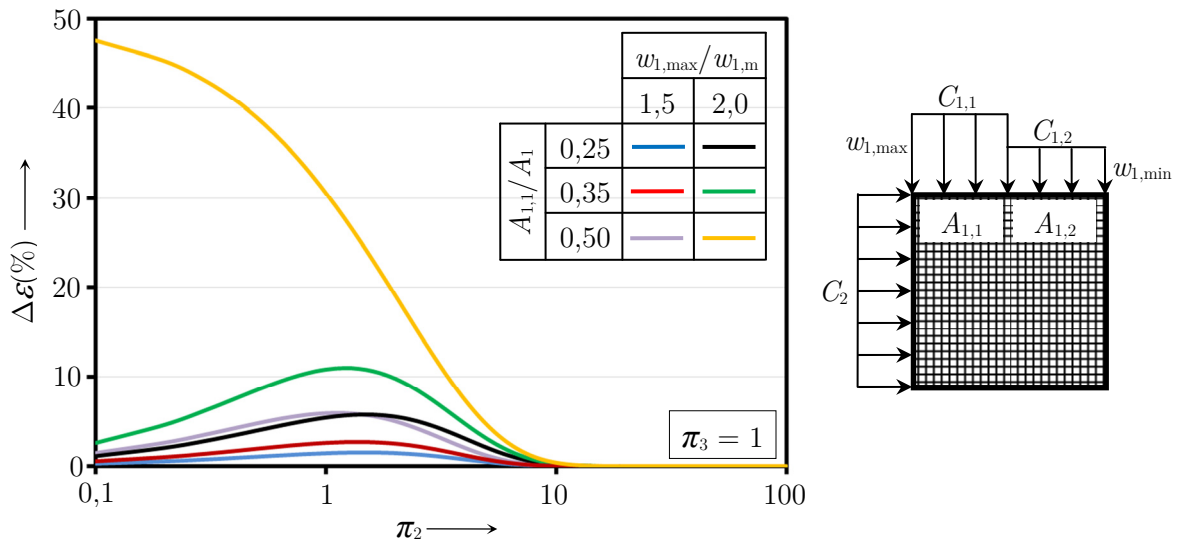 50
40
30
20
10
0
Δε(%)
0,1
1
10
100
π2
w1,max/w1,m
1,5 2,0
A1,1/A1
0,25
0,35
0,50
π3 = 1
C1,1
C1,2
w1,max
w1,min
A1,1 A1,2
C2